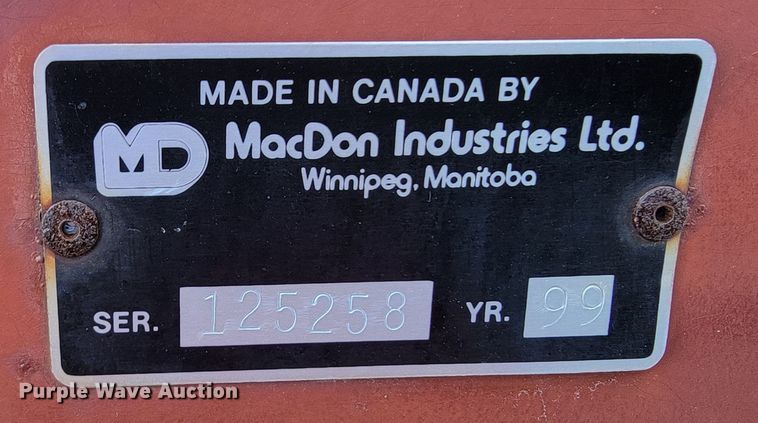 MADE IN CANADA BY
MD MacDon Industries Ltd.
Winnipeg, Manitoba
SER. 125258 YR. 99
Purple Wave Auction